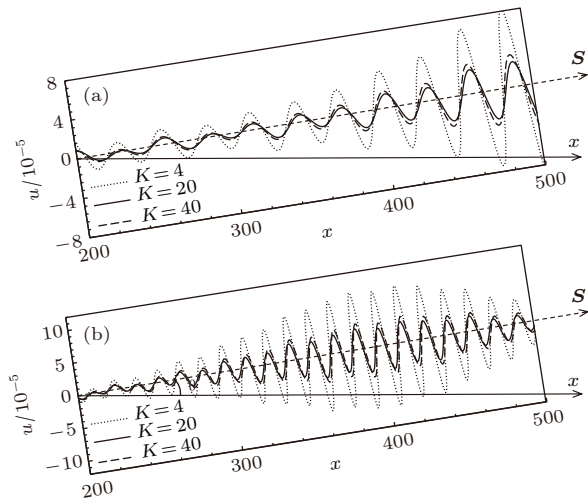 8
(a)
S
4
x
0
u/10⁻⁵
K = 4
−4
K = 20
K = 40
−8
200
300
x
400
500
10
(b)
S
5
x
0
u/10⁻⁵
K = 4
−5
K = 20
−10
K = 40
200
300
x
400
500